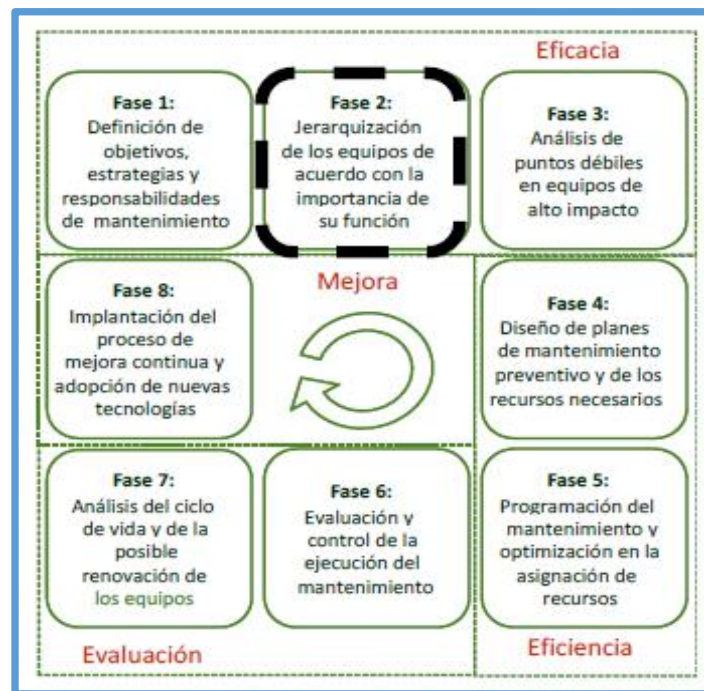 Eficacia
Fase 1:
Definición de
objetivos,
estrategias y
responsabilidades
de mantenimiento
Fase 2:
Jerarquización
de los equipos de
acuerdo con la
importancia de
su función
Fase 3:
Análisis de
puntos débiles
en equipos de
alto impacto
Fase 8:
Implantación del
proceso de
mejora continua y
adopción de nuevas
tecnologías
Mejora
Fase 4:
Diseño de planes
de mantenimiento
preventivo y de los
recursos necesarios
Fase 7:
Análisis del ciclo
de vida y de la
posible
renovación de
los equipos
Fase 6:
Evaluación y
control de la
ejecución del
mantenimiento
Fase 5:
Programación del
mantenimiento y
optimización en la
asignación de
recursos
Evaluación
Eficiencia